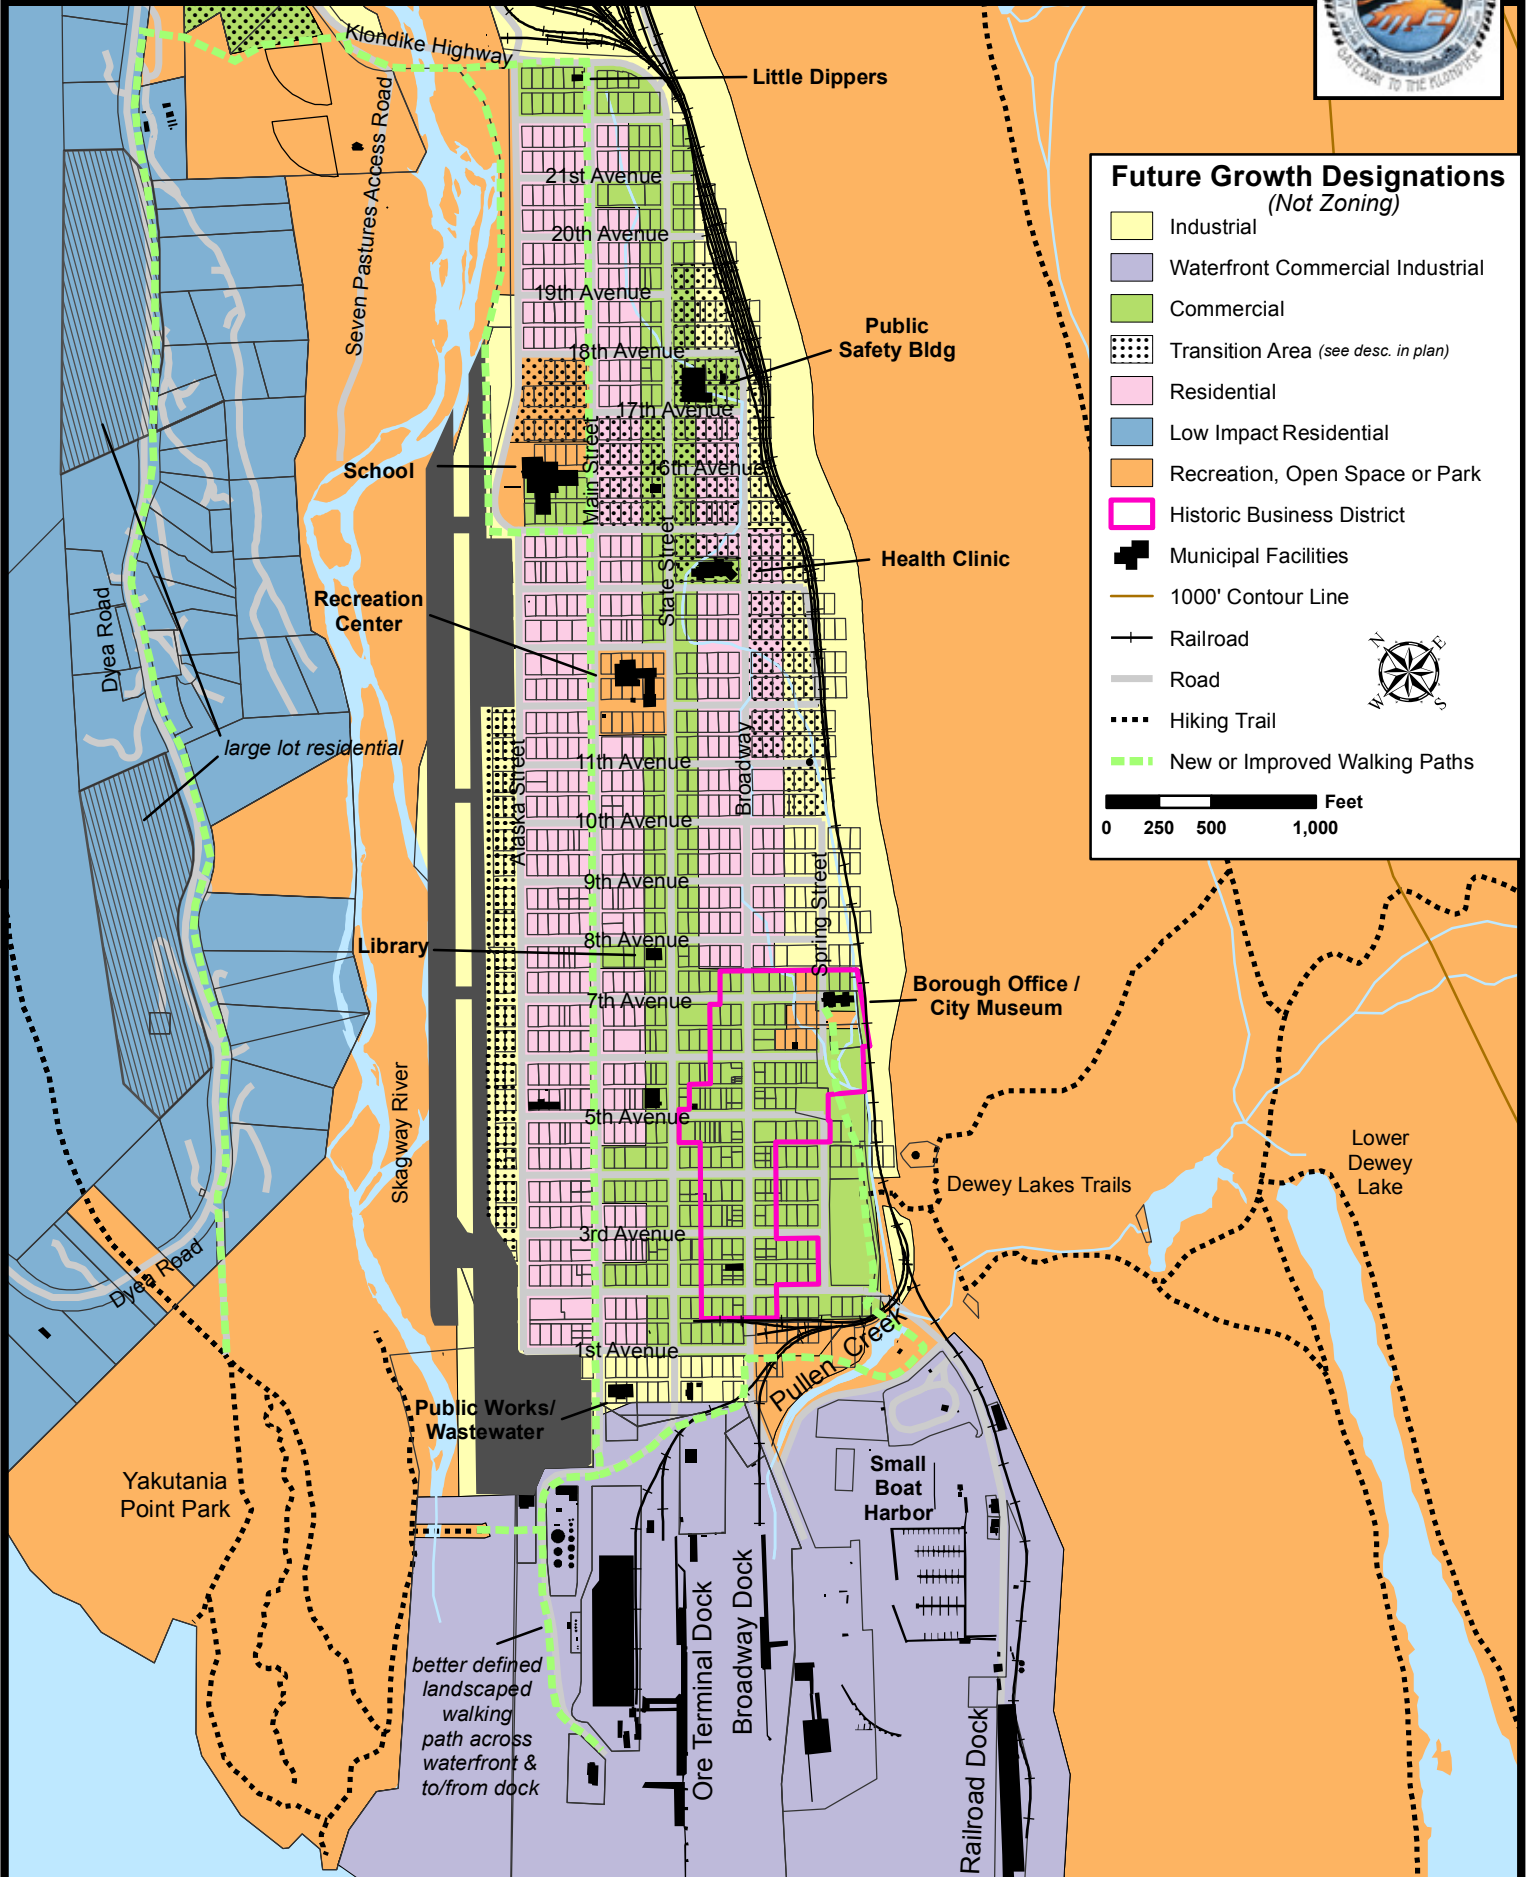 GATEWAY TO THE KLONDIKE
Klondike Highway
Little Dippers
Future Growth Designations
(Not Zoning)
Industrial
Waterfront Commercial Industrial
Commercial
Transition Area (see desc. in plan)
Residential
Low Impact Residential
Recreation, Open Space or Park
Historic Business District
Municipal Facilities
1000' Contour Line
Railroad
Road
Hiking Trail
New or Improved Walking Paths
N
E
W
S
Feet
0 250 500 1,000
Seven Pastures Access Road
21st Avenue
20th Avenue
19th Avenue
18th Avenue
Public
Safety Bldg
17th Avenue
Main Street
School
16th Avenue
State Street
Health Clinic
Recreation
Center
Dyea Road
large lot residential
Alaska Street
Broadway
11th Avenue
10th Avenue
9th Avenue
Spring Street
8th Avenue
Library
7th Avenue
Borough Office /
City Museum
Skagway River
5th Avenue
Lower
Dewey
Lake
Dewey Lakes Trails
3rd Avenue
Dyea Road
1st Avenue
Pullen Creek
Public Works/
Wastewater
Yakutania
Point Park
Small
Boat
Harbor
better defined
landscaped
walking
path across
waterfront &
to/from dock
Ore Terminal Dock
Broadway Dock
Railroad Dock